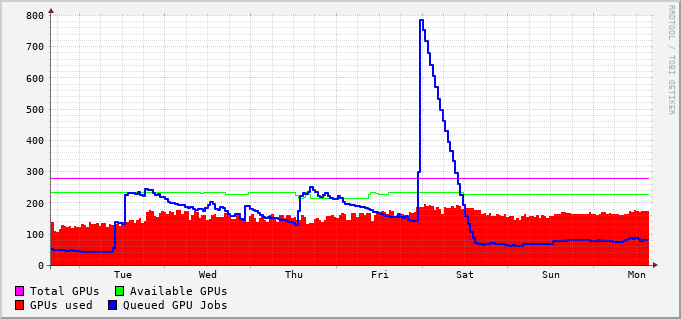 800
700
600
500
400
300
200
100
0
Tue Wed Thu Fri Sat Sun Mon
Total GPUs Available GPUs
GPUs used Queued GPU Jobs
RRDTOOL / TOBI OETIKER